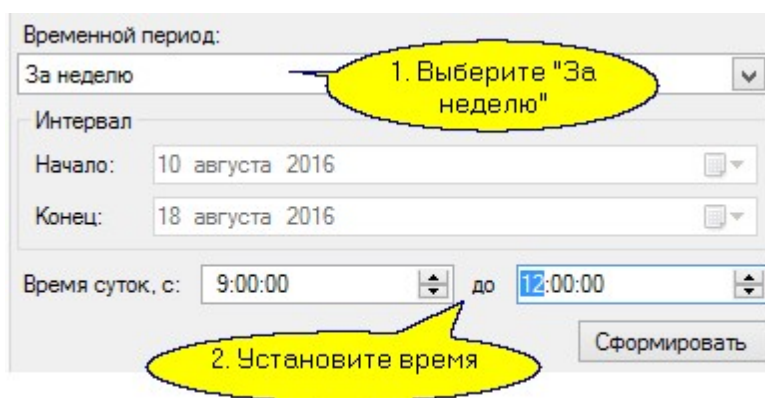 Временной период:
За неделю
1. Выберите "За
неделю"
Интервал
Начало: 10 августа 2016
Конец: 18 августа 2016
Время суток, с: 9:00:00 до 12:00:00
2. Установите время
Сформировать